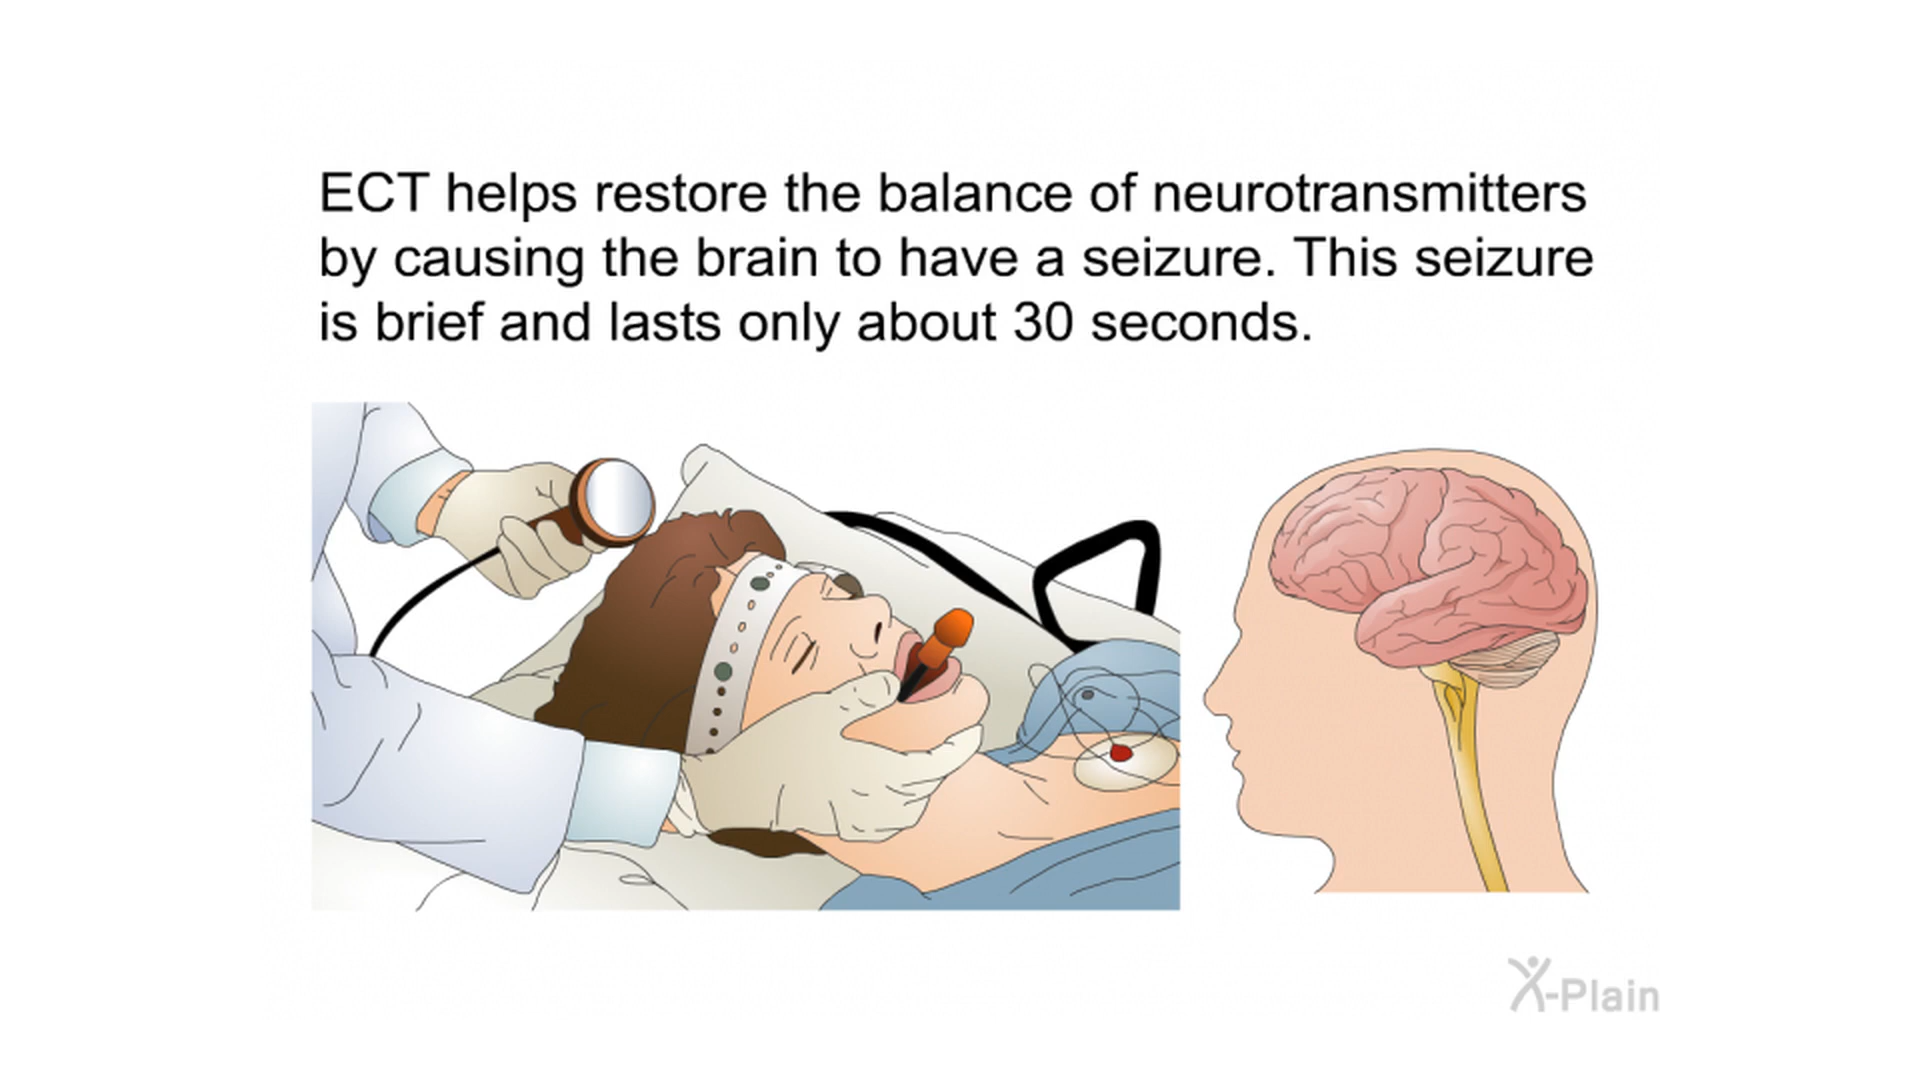 ECT helps restore the balance of neurotransmitters
by causing the brain to have a seizure. This seizure
is brief and lasts only about 30 seconds.
X-Plain